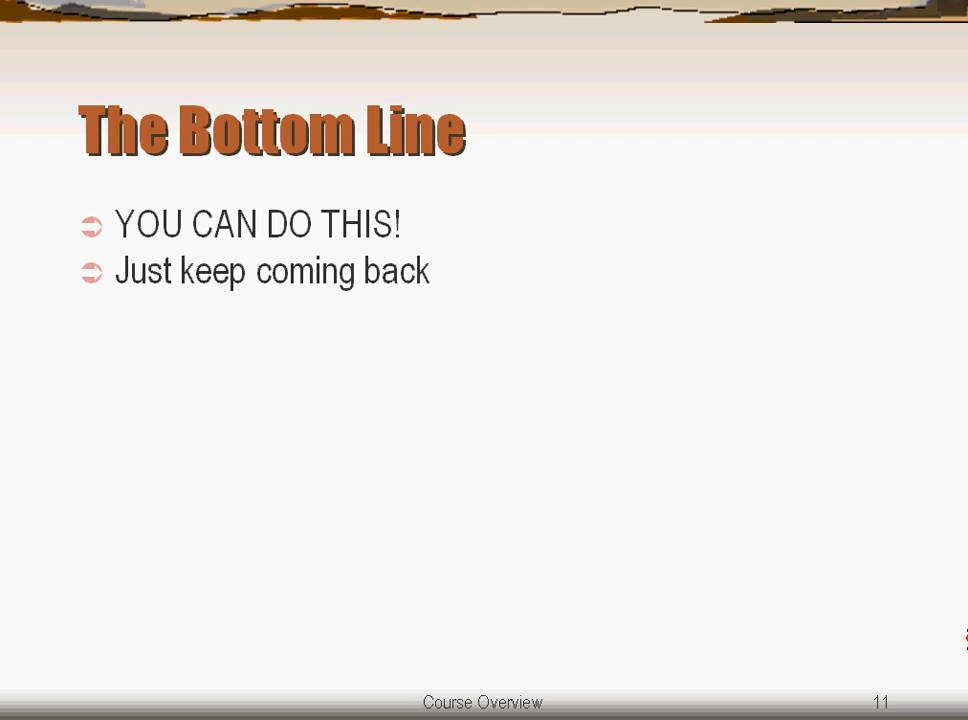 The Bottom Line
YOU CAN DO THIS!
Just keep coming back
Course Overview
11